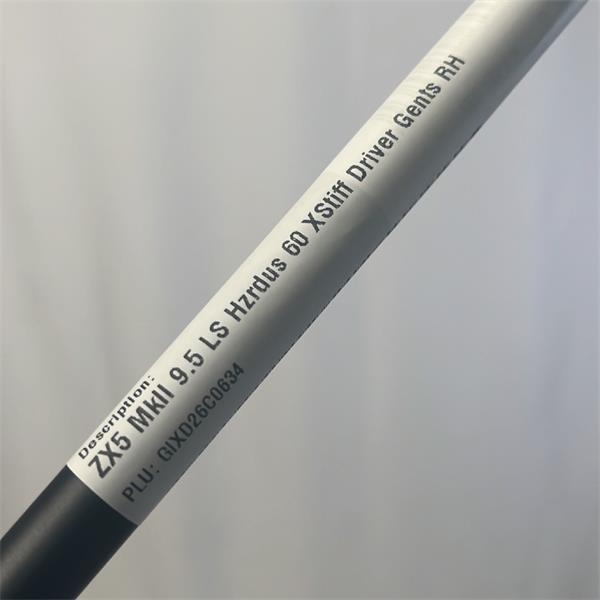 Description:
ZX5 MkII 9.5 LS Hzrdus 60 XStiff Driver Gents RH
PLU: GIXD26C0634